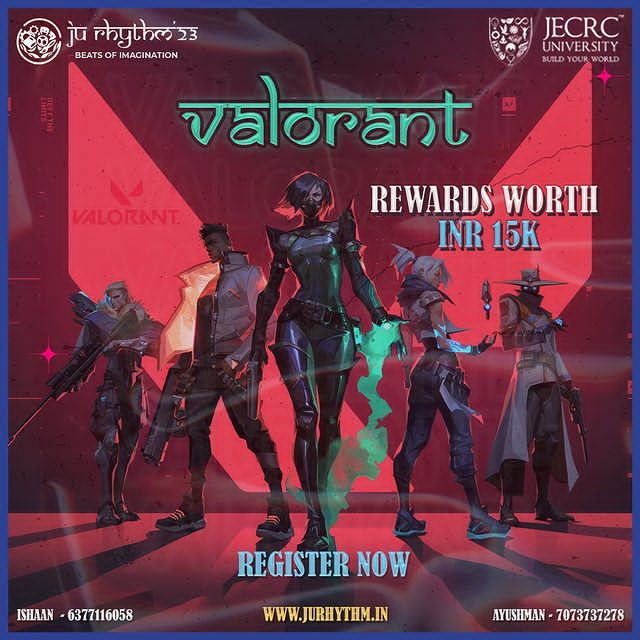 JU RHYTHM'23
BEATS OF IMAGINATION
JECRC™
UNIVERSITY
BUILD YOUR WORLD
valorant
VALORANT.
REWARDS WORTH
INR 15K
REGISTER NOW
ISHAAN - 6377116058
WWW.JURHYTHM.IN
AYUSHMAN - 7073737278